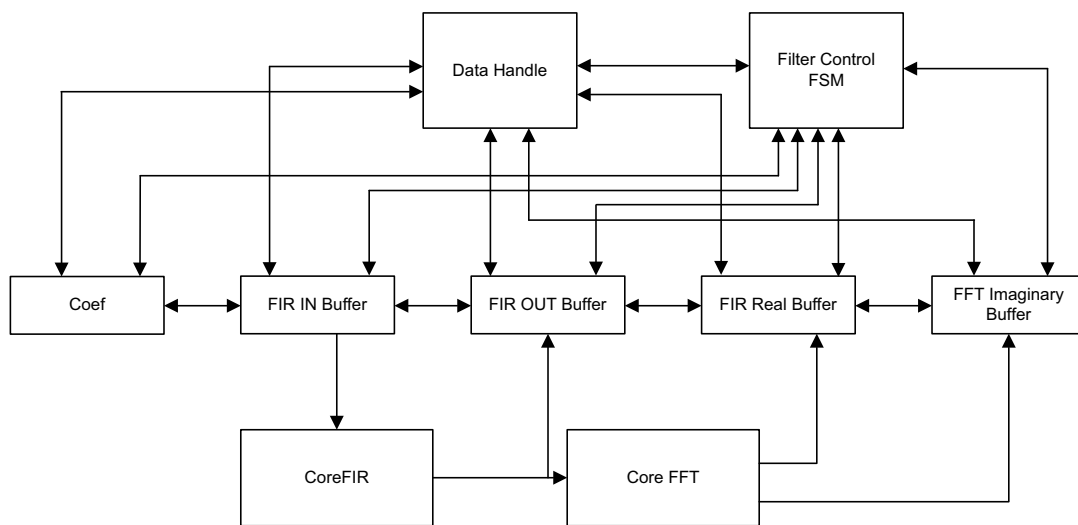 Data Handle
Filter Control
FSM
Coef
FIR IN Buffer
FIR OUT Buffer
FIR Real Buffer
FFT Imaginary
Buffer
CoreFIR
Core FFT